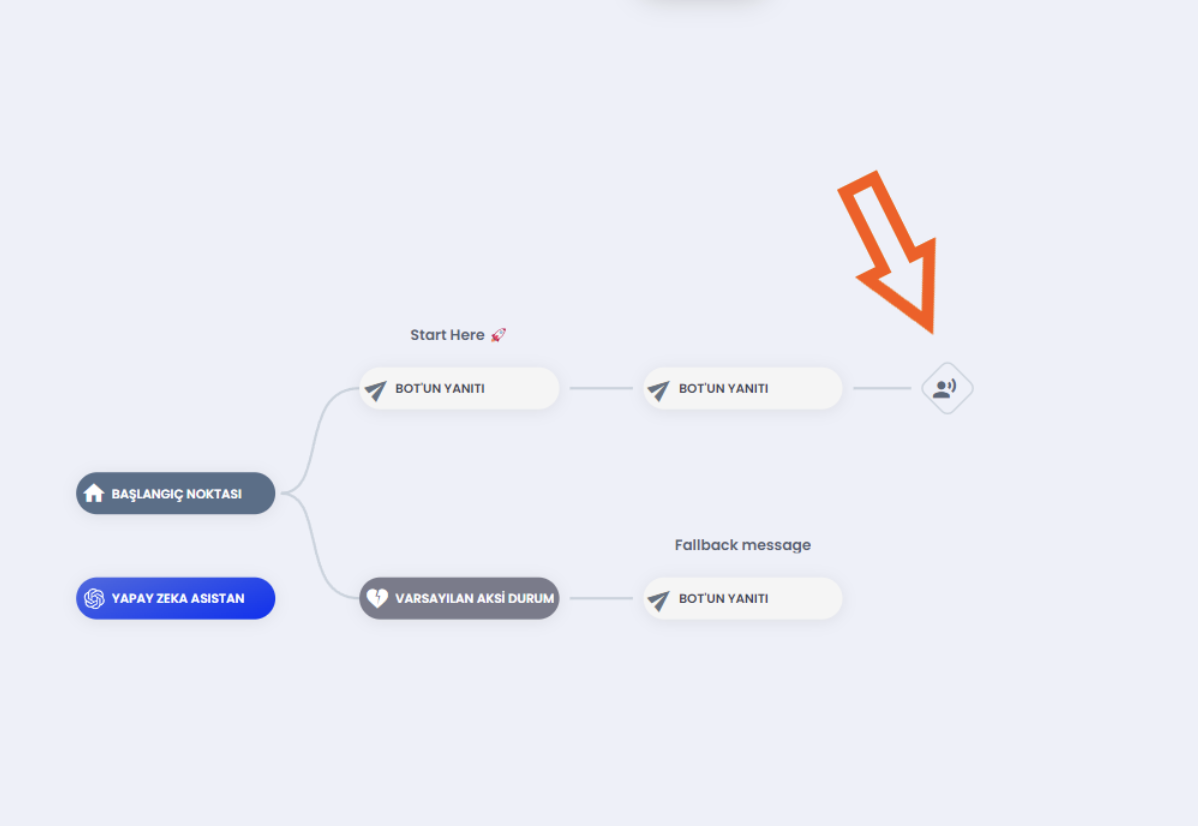 Start Here 🚀
BOT'UN YANITI
BOT'UN YANITI
BAŞLANGIÇ NOKTASI
Fallback message
YAPAY ZEKA ASISTAN
VARSAYILAN AKSİ DURUM
BOT'UN YANITI